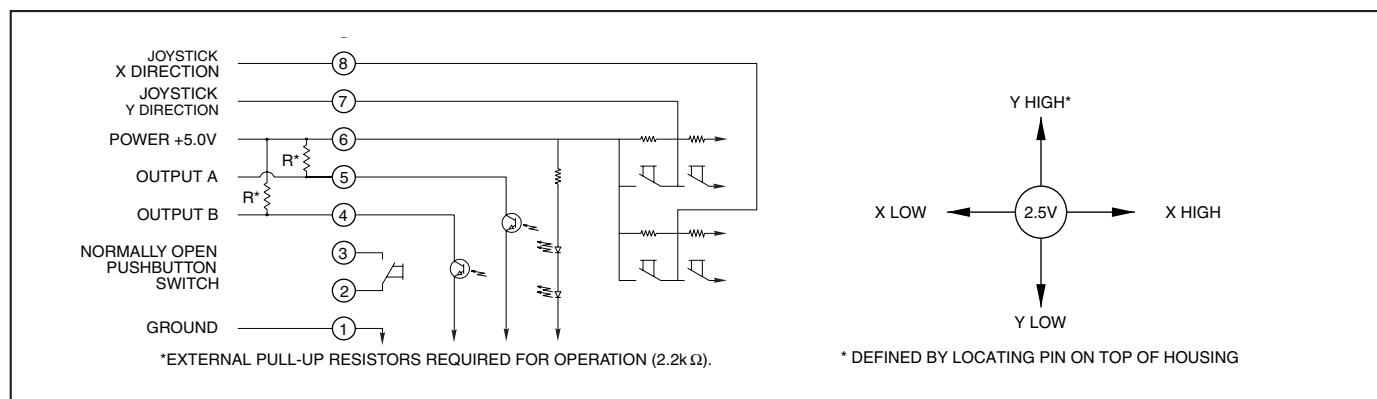 JOYSTICK
X DIRECTION
8
JOYSTICK
Y DIRECTION
7
POWER +5.0V
6
R*
OUTPUT A
5
R*
OUTPUT B
4
NORMALLY OPEN
PUSHBUTTON
SWITCH
3
2
GROUND
1
*EXTERNAL PULL-UP RESISTORS REQUIRED FOR OPERATION (2.2kΩ).
Y HIGH*
X LOW
2.5V
X HIGH
Y LOW
* DEFINED BY LOCATING PIN ON TOP OF HOUSING